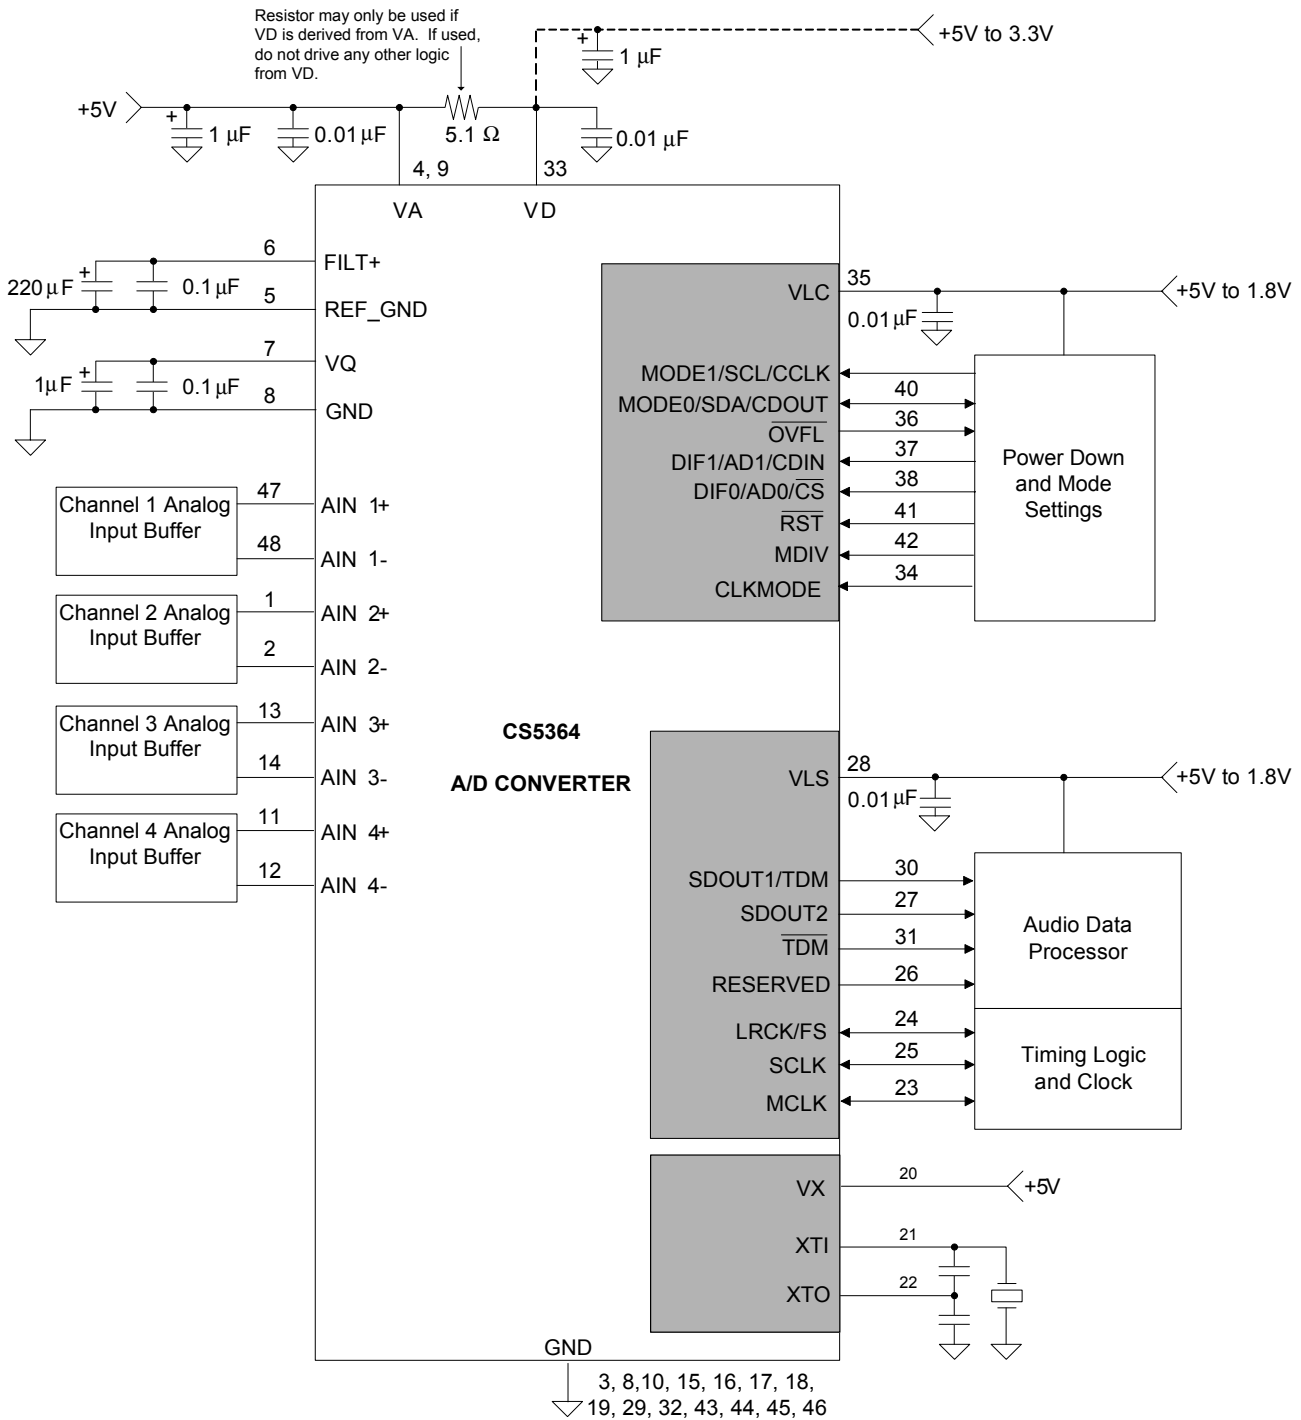 Resistor may only be used if
VD is derived from VA. If used,
do not drive any other logic
from VD.
+5V to 3.3V
+
1 µF
+5V
+
1 µF
0.01 µF
5.1 Ω
0.01 µF
4, 9
33
VA
VD
6
FILT+
+
220 µF
0.1 µF
5
REF_GND
7
VQ
+
1µF
0.1 µF
8
GND
35
VLC
+5V to 1.8V
0.01 µF
MODE1/SCL/CCLK
MODE0/SDA/CDOUT
40
OVFL
36
DIF1/AD1/CDIN
37
DIF0/AD0/CS
38
RST
41
MDIV
42
CLKMODE
34
Power Down
and Mode
Settings
Channel 1 Analog
Input Buffer
47
AIN 1+
48
AIN 1-
Channel 2 Analog
Input Buffer
1
AIN 2+
2
AIN 2-
Channel 3 Analog
Input Buffer
13
AIN 3+
14
AIN 3-
Channel 4 Analog
Input Buffer
11
AIN 4+
12
AIN 4-
CS5364
A/D CONVERTER
28
VLS
+5V to 1.8V
0.01 µF
SDOUT1/TDM
30
SDOUT2
27
TDM
31
RESERVED
26
Audio Data
Processor
LRCK/FS
24
SCLK
25
MCLK
23
Timing Logic
and Clock
VX
20
+5V
XTI
21
XTO
22
GND
3, 8,10, 15, 16, 17, 18,
19, 29, 32, 43, 44, 45, 46